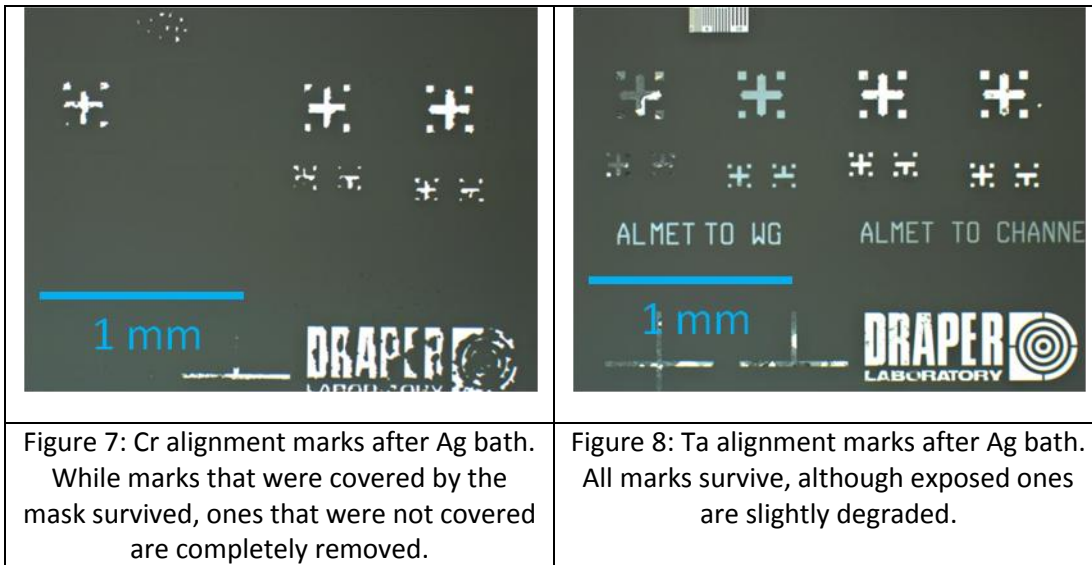 1 mm
DRAPER
LABORATORY
ALMET TO WG
ALMET TO CHANNE
1 mm
DRAPER
LABORATORY
Figure 7: Cr alignment marks after Ag bath.
While marks that were covered by the
mask survived, ones that were not covered
are completely removed.
Figure 8: Ta alignment marks after Ag bath.
All marks survive, although exposed ones
are slightly degraded.